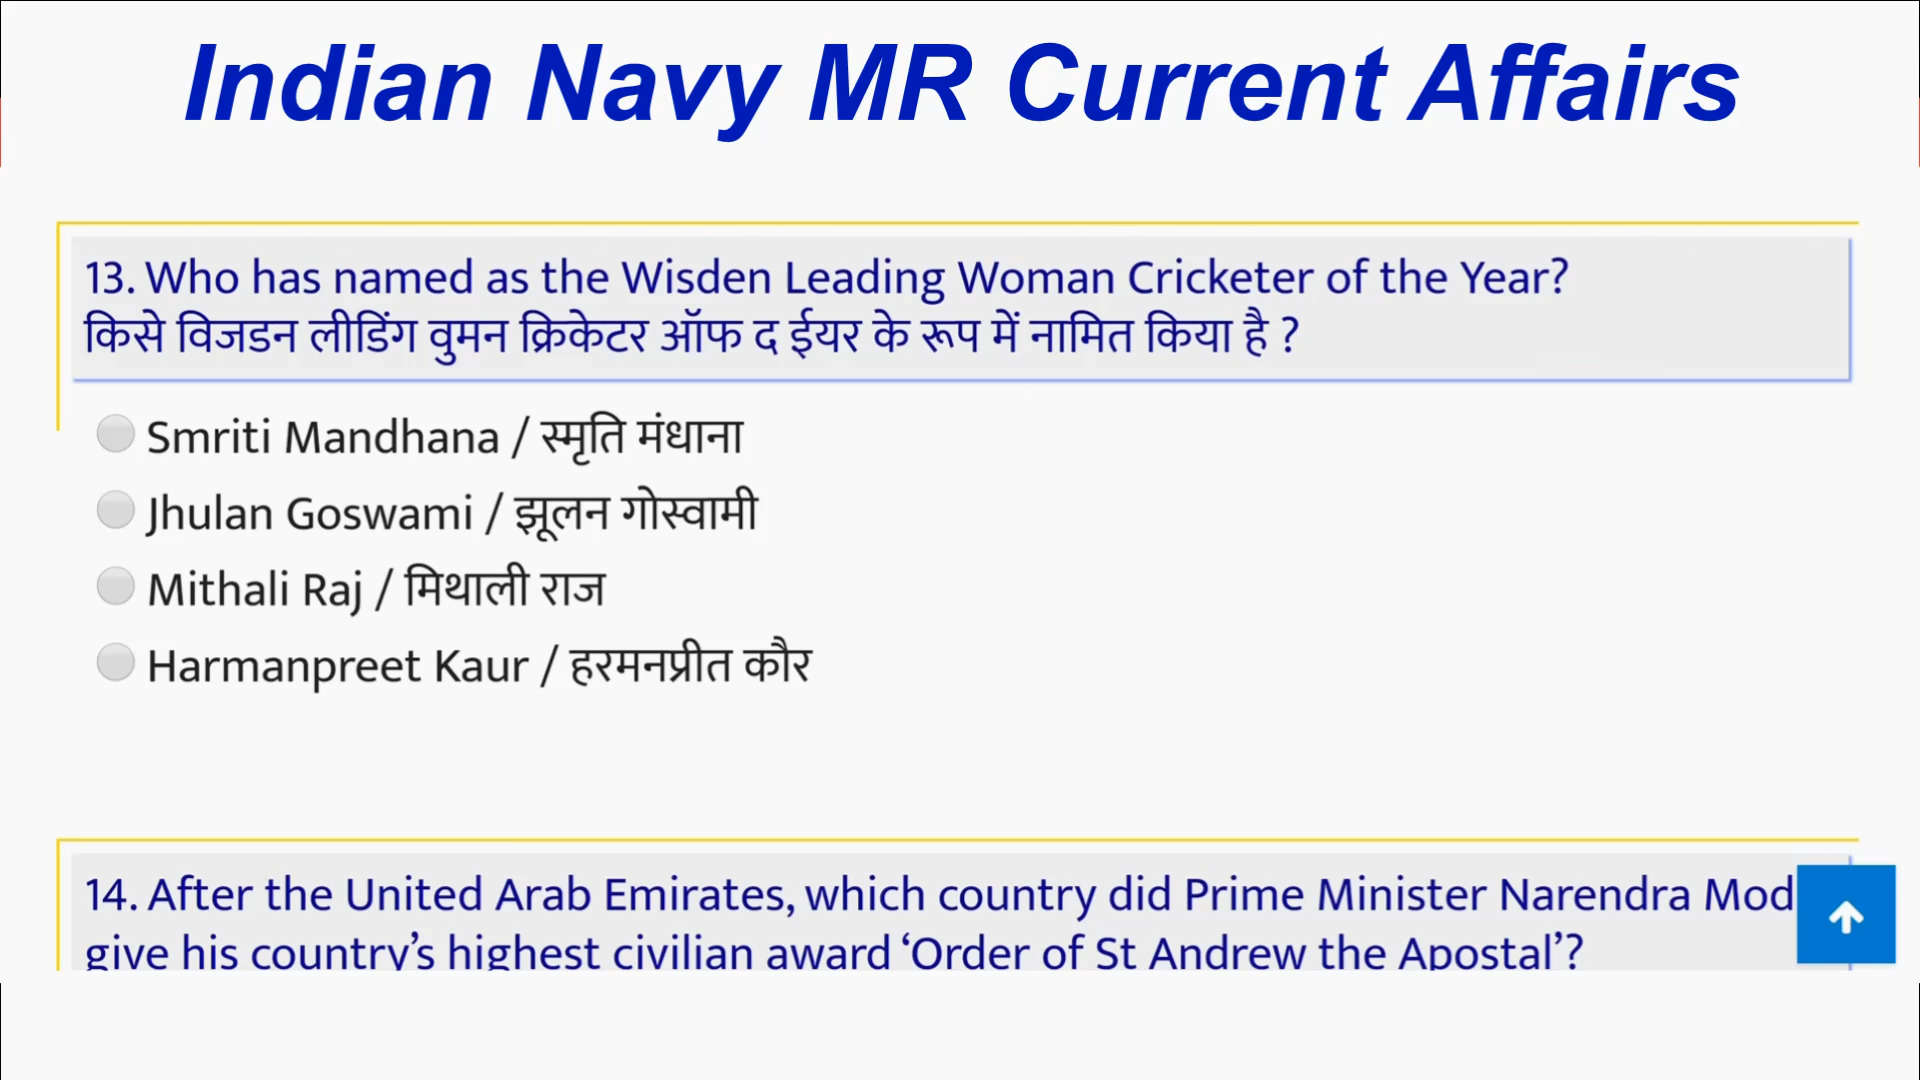 Indian Navy MR Current Affairs
13. Who has named as the Wisden Leading Woman Cricketer of the Year?
किसे विजडन लीडिंग वुमन क्रिकेटर ऑफ द ईयर के रूप में नामित किया है ?
Smriti Mandhana / स्मृति मंधाना
Jhulan Goswami / झूलन गोस्वामी
Mithali Raj / मिथाली राज
Harmanpreet Kaur / हरमनप्रीत कौर
14. After the United Arab Emirates, which country did Prime Minister Narendra Mod
give his country’s highest civilian award ‘Order of St Andrew the Apostal’?